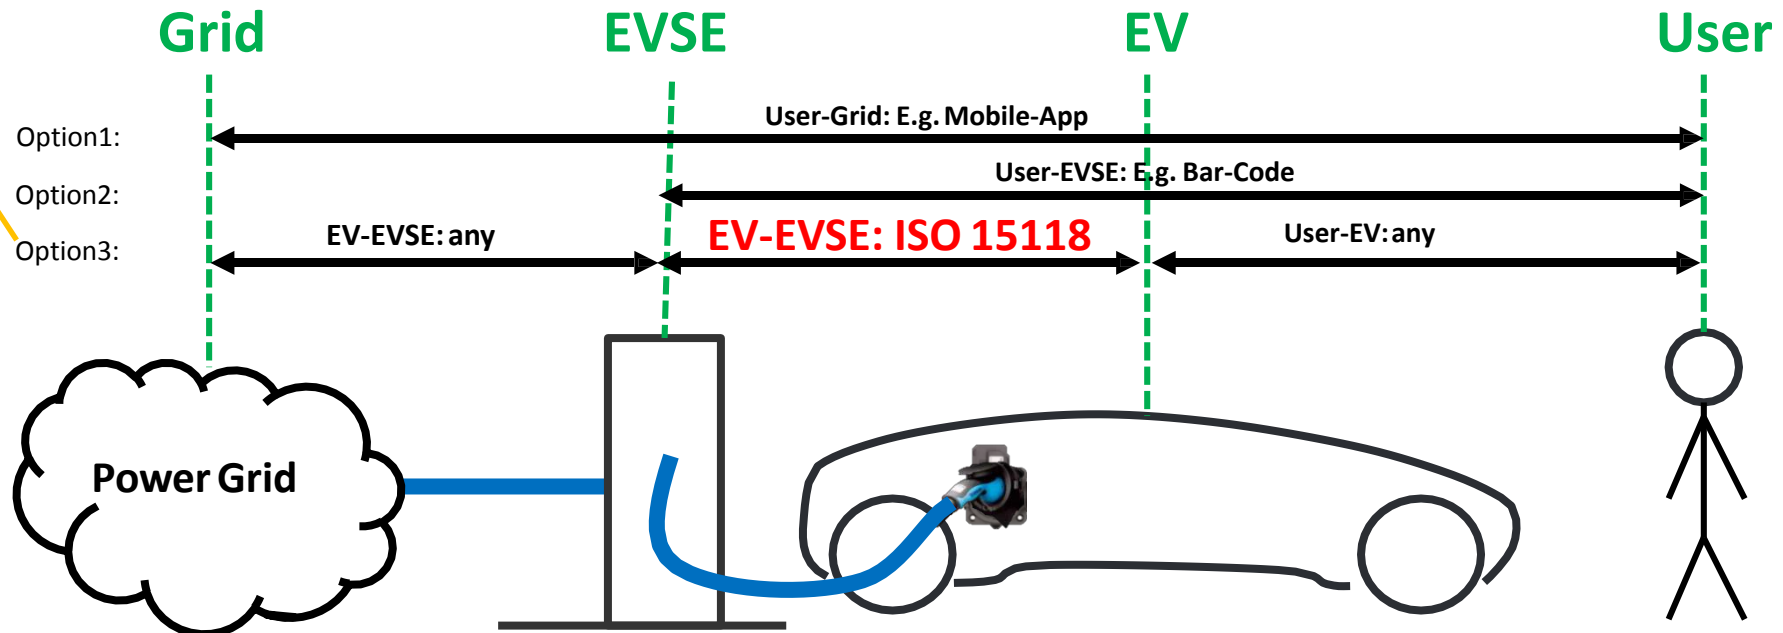 Grid EVSE EV User
Option1: User-Grid: E.g. Mobile-App
Option2: User-EVSE: E.g. Bar-Code
Option3: EV-EVSE: any EV-EVSE: ISO 15118 User-EV: any
Power Grid